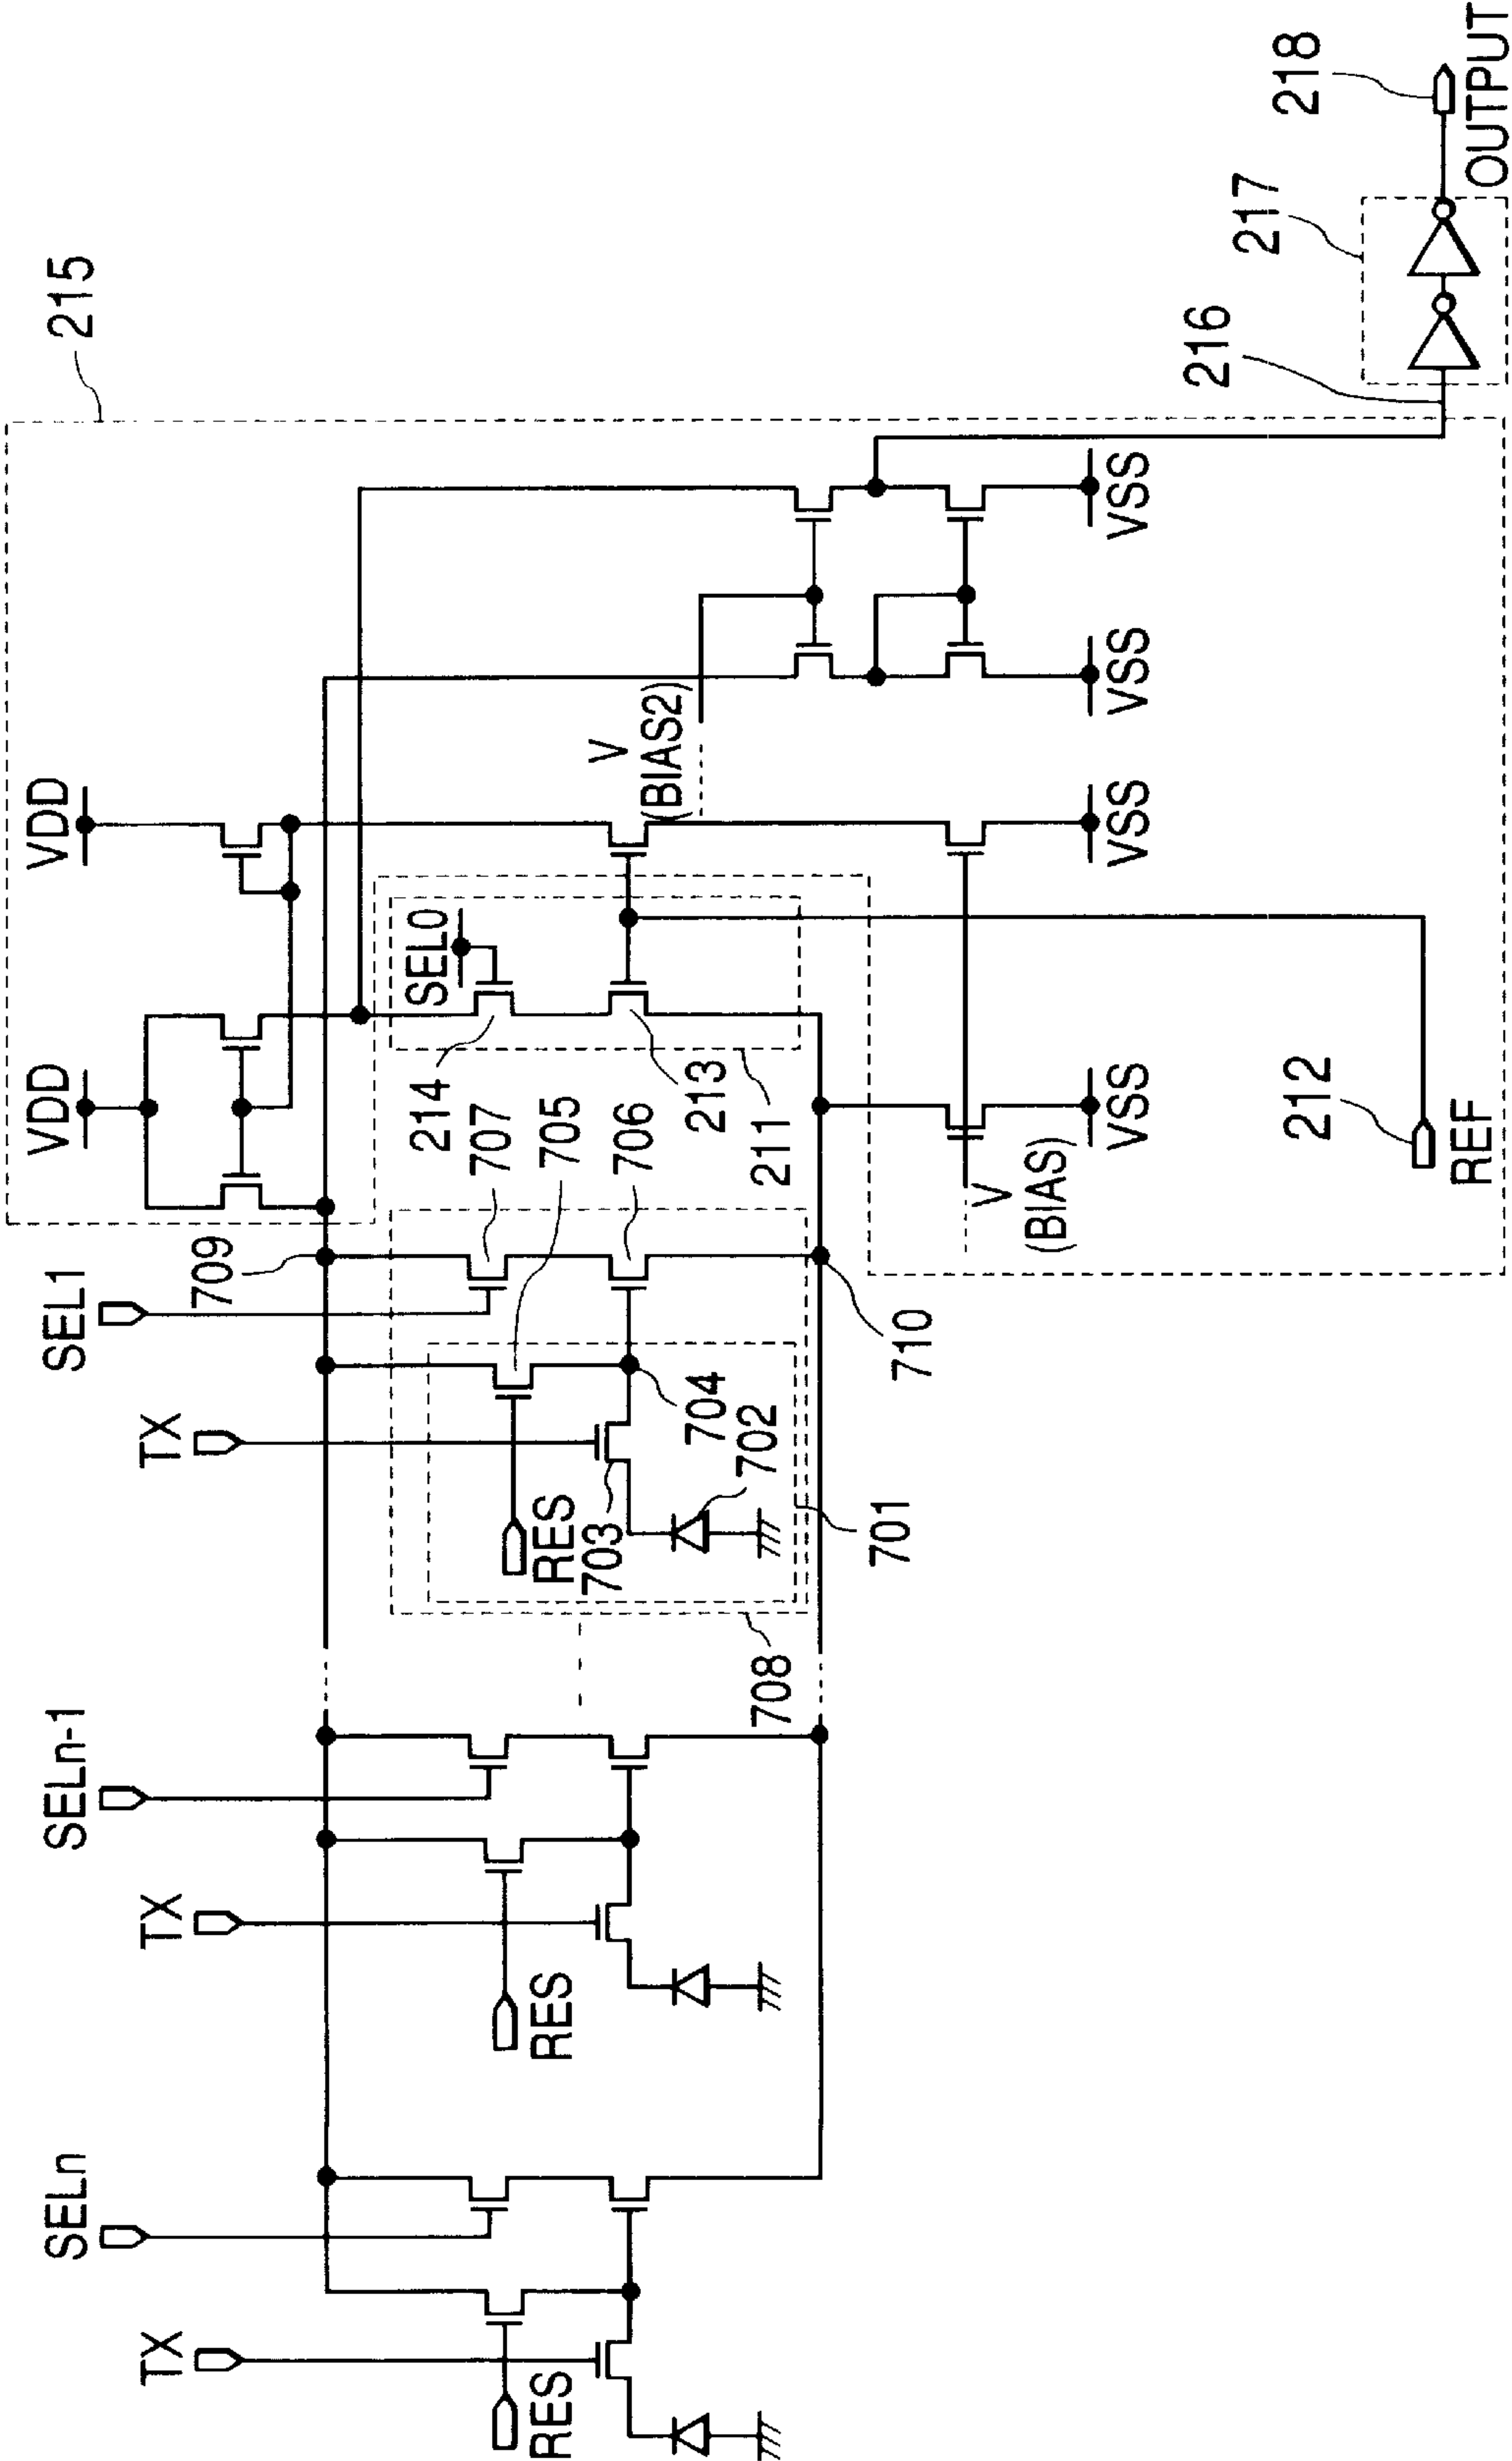 SELn
TX
RES
SELn-1
TX
RES
708
SEL1
TX
RES
703
704
702
701
709
710
707
705
706
214
213
211
SEL0
VDD
VDD
V
(BIAS)
VSS
212
REF
V
(BIAS2)
VSS
VSS
VSS
215
216
217
218
OUTPUT